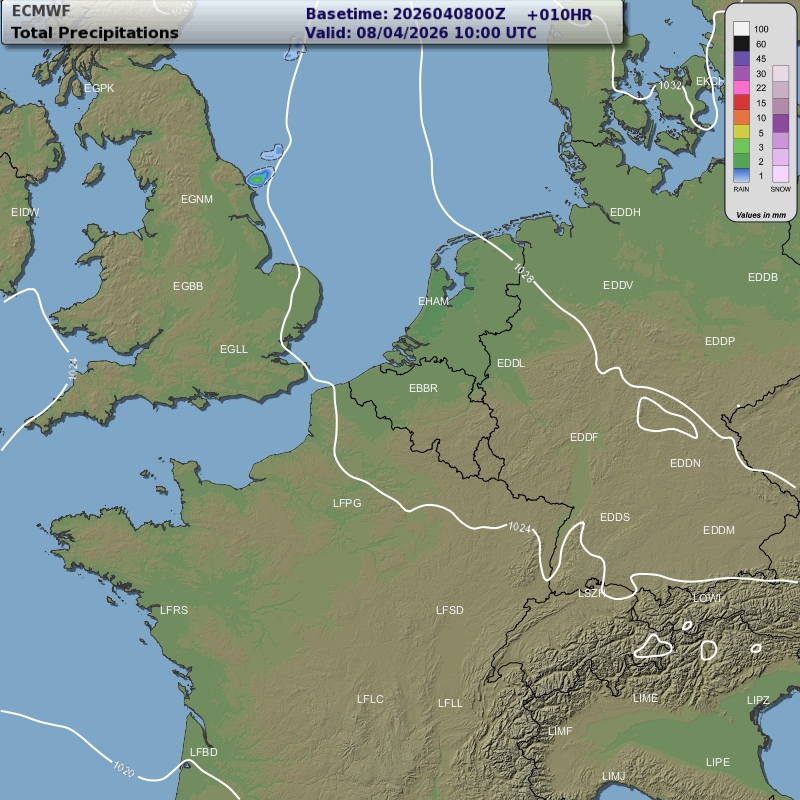 ECMWF
Total Precipitations
Basetime: 2026040800Z +010HR
Valid: 08/04/2026 10:00 UTC
1020
100
60
45
30
22
15
10
5
3
2
1
RAIN
SNOW
Values in mm
1032
EGPK
EIDW
EGNM
EDDH
EGBB
1028
EDDV
EDDB
EHAM
EGLL
EDDP
1024
EDDL
EBBR
EDDF
EDDN
LFPG
1024
EDDS
EDDM
LFRS
LFSD
LOWI
LFLC
LFLL
LIME
LIPZ
LIMF
LFBD
1020
LIPE
LIMJ